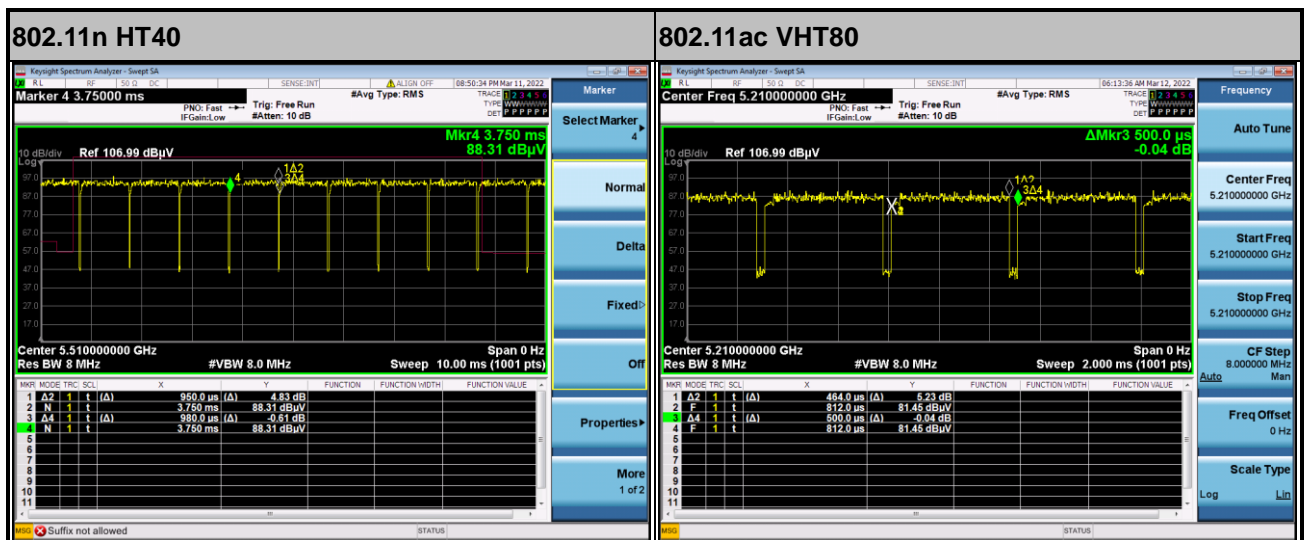 802.11n HT40
Keysight Spectrum Analyzer - Swept SA
RL RF 50 Ω DC SENSE:INT ALIGN OFF 08:50:34 PM Mar 11, 2022
Marker 4 3.75000 ms
PNO: Fast
IFGain:Low
Trig: Free Run
#Atten: 10 dB
#Avg Type: RMS
TRACE 1 2 3 4 5 6
TYPE WWWWWW
DET P P P P P P
Mkr4 3.750 ms
88.31 dBµV
10 dB/div Ref 106.99 dBµV
Log
97.0
87.0
77.0
67.0
57.0
47.0
37.0
27.0
17.0
4
1Δ2
3Δ4
Center 5.510000000 GHz Span 0 Hz
Res BW 8 MHz #VBW 8.0 MHz Sweep 10.00 ms (1001 pts)
MKR MODE TRC SCL X Y FUNCTION FUNCTION WIDTH FUNCTION VALUE
1 Δ2 1 t (Δ) 950.0 µs (Δ) 4.83 dB
2 N 1 t 3.750 ms 88.31 dBµV
3 Δ4 1 t (Δ) 980.0 µs (Δ) -0.61 dB
4 N 1 t 3.750 ms 88.31 dBµV
5
6
7
8
9
10
11
MSG Suffix not allowed STATUS
Marker
Select Marker
4
Normal
Delta
Fixed
Off
Properties
More
1 of 2
802.11ac VHT80
Keysight Spectrum Analyzer - Swept SA
RL RF 50 Ω DC SENSE:INT 06:13:36 AM Mar 12, 2022
Center Freq 5.210000000 GHz
PNO: Fast
IFGain:Low
Trig: Free Run
#Atten: 10 dB
#Avg Type: RMS
TRACE 1 2 3 4 5 6
TYPE WWWWWW
DET P P P P P P
ΔMkr3 500.0 µs
-0.04 dB
10 dB/div Ref 106.99 dBµV
Log
97.0
87.0
77.0
67.0
57.0
47.0
37.0
27.0
17.0
1Δ2
3Δ4
Center 5.210000000 GHz Span 0 Hz
Res BW 8 MHz #VBW 8.0 MHz Sweep 2.000 ms (1001 pts)
MKR MODE TRC SCL X Y FUNCTION FUNCTION WIDTH FUNCTION VALUE
1 Δ2 1 t (Δ) 464.0 µs (Δ) 5.23 dB
2 F 1 t 812.0 µs 81.45 dBµV
3 Δ4 1 t (Δ) 500.0 µs (Δ) -0.04 dB
4 F 1 t 812.0 µs 81.45 dBµV
5
6
7
8
9
10
11
MSG STATUS
Frequency
Auto Tune
Center Freq
5.210000000 GHz
Start Freq
5.210000000 GHz
Stop Freq
5.210000000 GHz
CF Step
8.000000 MHz
Auto Man
Freq Offset
0 Hz
Scale Type
Log Lin